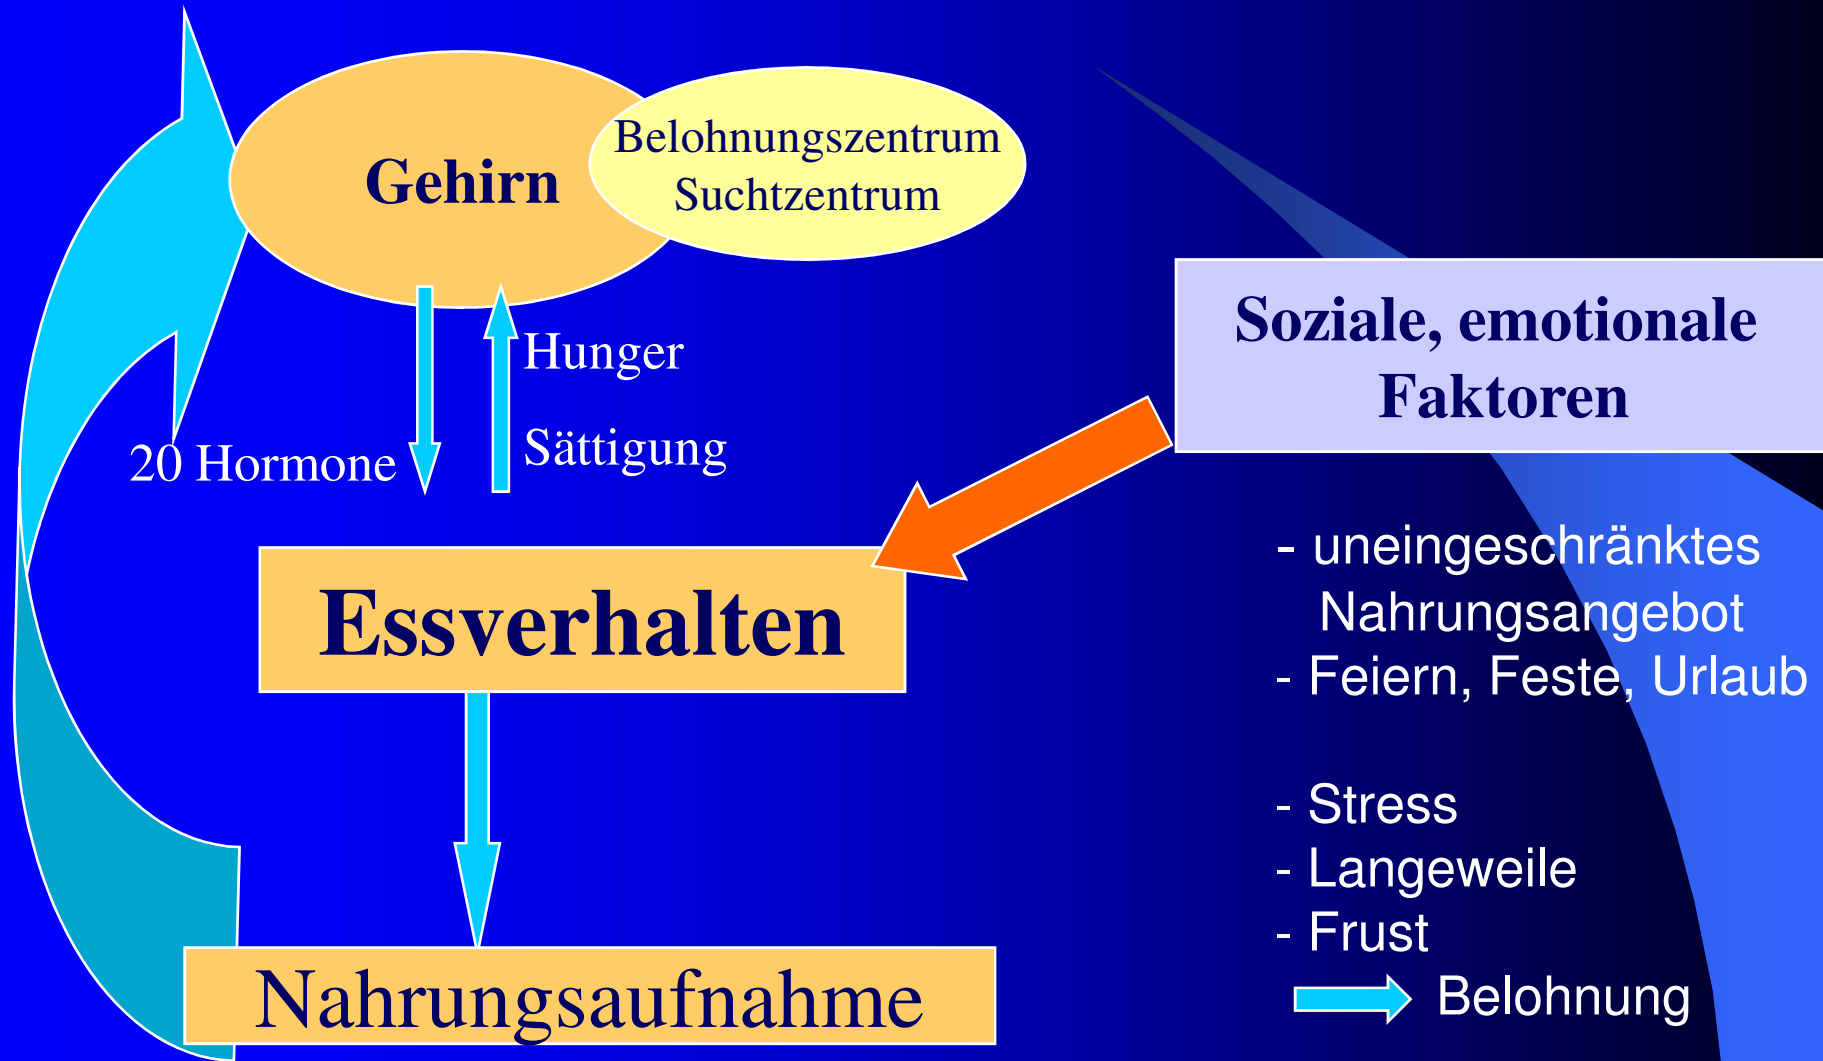 Gehirn
Belohnungszentrum
Suchtzentrum
Hunger
Sättigung
20 Hormone
Soziale, emotionale
Faktoren
Essverhalten
- uneingeschränktes
Nahrungsangebot
- Feiern, Feste, Urlaub
- Stress
- Langeweile
- Frust
Belohnung
Nahrungsaufnahme